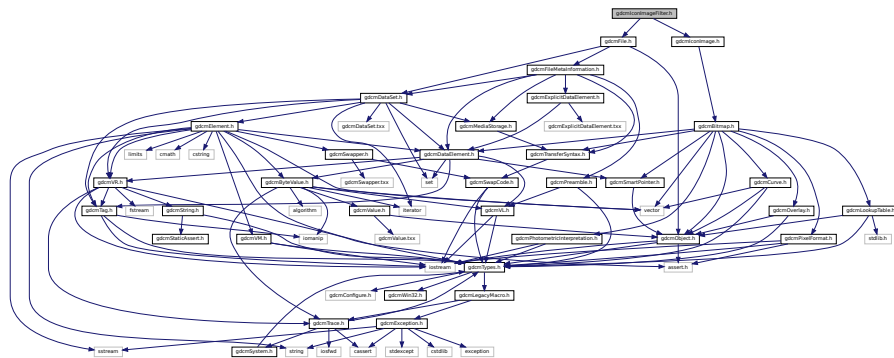 gdcmIconImageFilter.h
gdcmFile.h
gdcmIconImage.h
gdcmFileMetaInformation.h
gdcmDataSet.h
gdcmExplicitDataElement.h
gdcmElement.h
gdcmDataSet.txx
gdcmMediaStorage.h
gdcmExplicitDataElement.txx
gdcmBitmap.h
limits
cmath
cstring
gdcmSwapper.h
gdcmDataElement.h
gdcmTransferSyntax.h
gdcmVR.h
gdcmByteValue.h
gdcmSwapper.txx
set
gdcmSwapCode.h
gdcmPreamble.h
gdcmSmartPointer.h
gdcmCurve.h
gdcmTag.h
fstream
gdcmString.h
algorithm
gdcmValue.h
iterator
gdcmVL.h
vector
gdcmOverlay.h
gdcmLookupTable.h
gdcmStaticAssert.h
gdcmVM.h
iomanip
gdcmValue.txx
gdcmPhotometricInterpretation.h
gdcmObject.h
gdcmPixelFormat.h
stdlib.h
iostream
gdcmTypes.h
assert.h
gdcmConfigure.h
gdcmWin32.h
gdcmLegacyMacro.h
gdcmTrace.h
gdcmException.h
sstream
gdcmSystem.h
string
iosfwd
cassert
stdexcept
cstdlib
exception